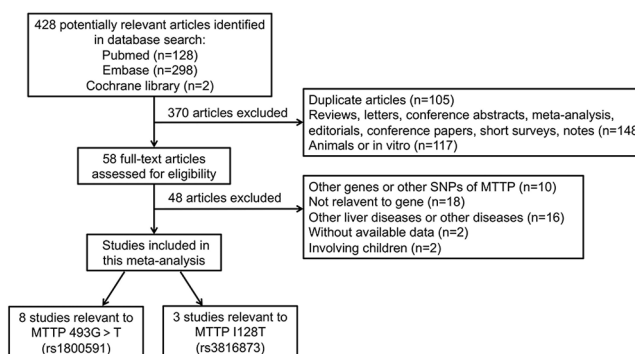 428 potentially relevant articles identified
in database search:
Pubmed (n=128)
Embase (n=298)
Cochrane library (n=2)
370 articles excluded
Duplicate articles (n=105)
Reviews, letters, conference abstracts, meta-analysis,
editorials, conference papers, short surveys, notes (n=148
Animals or in vitro (n=117)
58 full-text articles
assessed for eligibility
48 articles excluded
Other genes or other SNPs of MTTP (n=10)
Not relavent to gene (n=18)
Other liver diseases or other diseases (n=16)
Without available data (n=2)
Involving children (n=2)
Studies included in
this meta-analysis
8 studies relevant to
MTTP 493G > T
(rs1800591)
3 studies relevant to
MTTP I128T
(rs3816873)